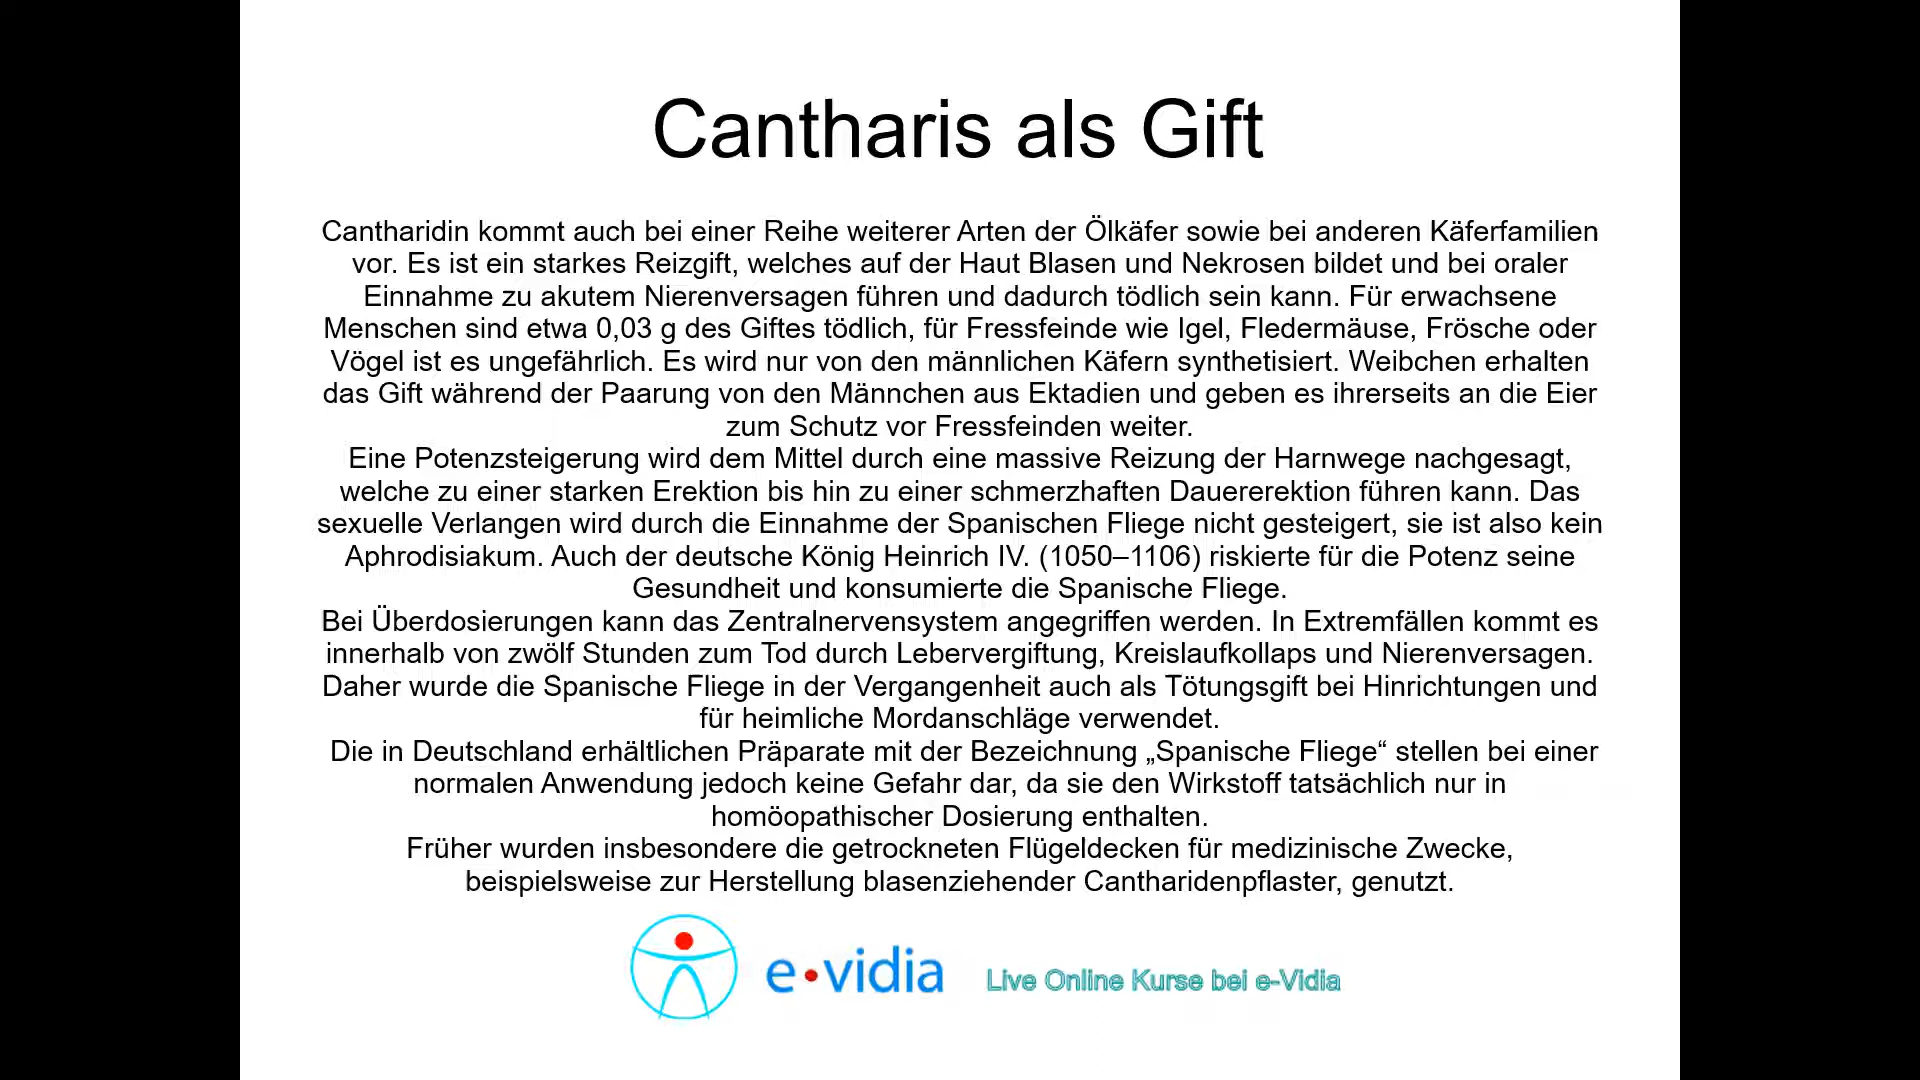 Cantharis als Gift
Cantharidin kommt auch bei einer Reihe weiterer Arten der Ölkäfer sowie bei anderen Käferfamilien
vor. Es ist ein starkes Reizgift, welches auf der Haut Blasen und Nekrosen bildet und bei oraler
Einnahme zu akutem Nierenversagen führen und dadurch tödlich sein kann. Für erwachsene
Menschen sind etwa 0,03 g des Giftes tödlich, für Fressfeinde wie Igel, Fledermäuse, Frösche oder
Vögel ist es ungefährlich. Es wird nur von den männlichen Käfern synthetisiert. Weibchen erhalten
das Gift während der Paarung von den Männchen aus Ektadien und geben es ihrerseits an die Eier
zum Schutz vor Fressfeinden weiter.
Eine Potenzsteigerung wird dem Mittel durch eine massive Reizung der Harnwege nachgesagt,
welche zu einer starken Erektion bis hin zu einer schmerzhaften Dauererektion führen kann. Das
sexuelle Verlangen wird durch die Einnahme der Spanischen Fliege nicht gesteigert, sie ist also kein
Aphrodisiakum. Auch der deutsche König Heinrich IV. (1050–1106) riskierte für die Potenz seine
Gesundheit und konsumierte die Spanische Fliege.
Bei Überdosierungen kann das Zentralnervensystem angegriffen werden. In Extremfällen kommt es
innerhalb von zwölf Stunden zum Tod durch Lebervergiftung, Kreislaufkollaps und Nierenversagen.
Daher wurde die Spanische Fliege in der Vergangenheit auch als Tötungsgift bei Hinrichtungen und
für heimliche Mordanschläge verwendet.
Die in Deutschland erhältlichen Präparate mit der Bezeichnung „Spanische Fliege“ stellen bei einer
normalen Anwendung jedoch keine Gefahr dar, da sie den Wirkstoff tatsächlich nur in
homöopathischer Dosierung enthalten.
Früher wurden insbesondere die getrockneten Flügeldecken für medizinische Zwecke,
beispielsweise zur Herstellung blasenziehender Cantharidenpflaster, genutzt.
e•vidia Live Online Kurse bei e-Vidia